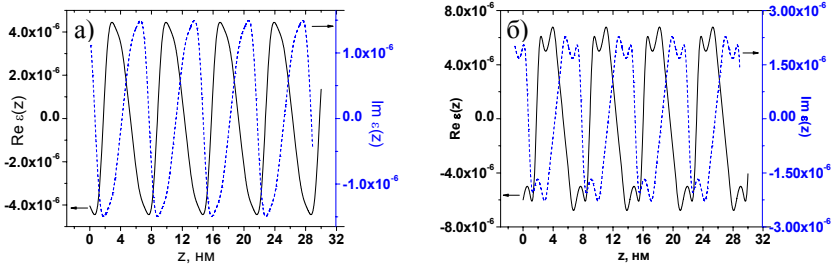 а)
4.0x10⁻⁶
2.0x10⁻⁶
0.0
-2.0x10⁻⁶
-4.0x10⁻⁶
Re ε(z)
1.0x10⁻⁶
0.0
-1.0x10⁻⁶
Im ε(z)
0 4 8 12 16 20 24 28 32
z, нм
б)
8.0x10⁻⁶
4.0x10⁻⁶
0.0
-4.0x10⁻⁶
-8.0x10⁻⁶
Re ε(z)
3.00x10⁻⁶
1.50x10⁻⁶
0.00
-1.50x10⁻⁶
-3.00x10⁻⁶
Im ε(z)
0 4 8 12 16 20 24 28 32
z, нм